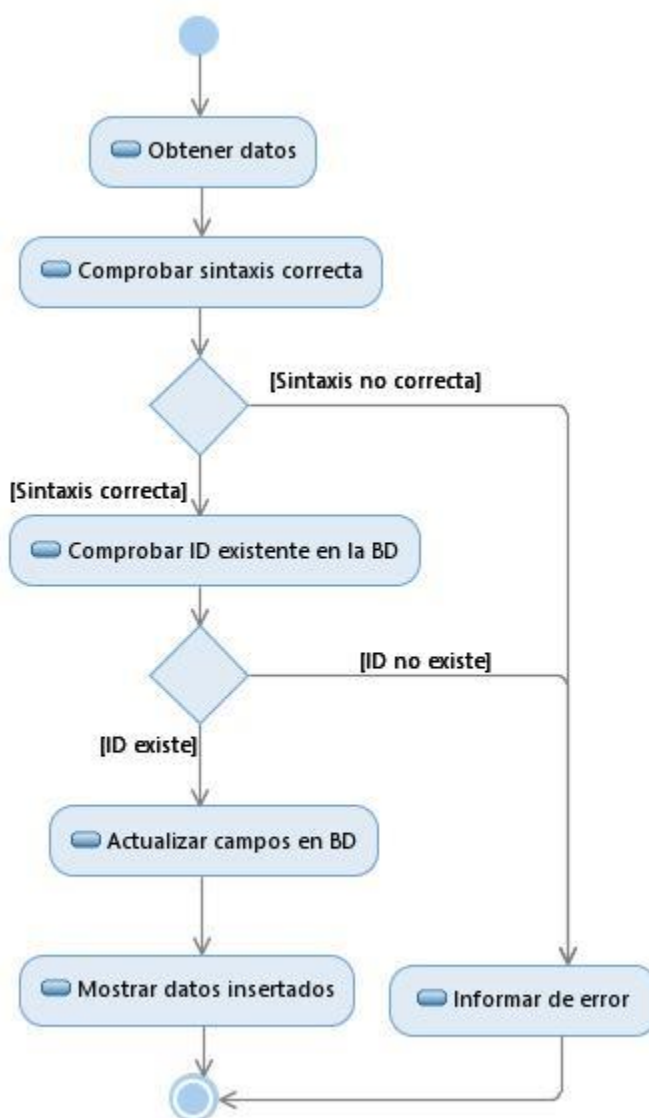 Obtener datos
Comprobar sintaxis correcta
[Sintaxis no correcta]
[Sintaxis correcta]
Comprobar ID existente en la BD
[ID no existe]
[ID existe]
Actualizar campos en BD
Mostrar datos insertados
Informar de error